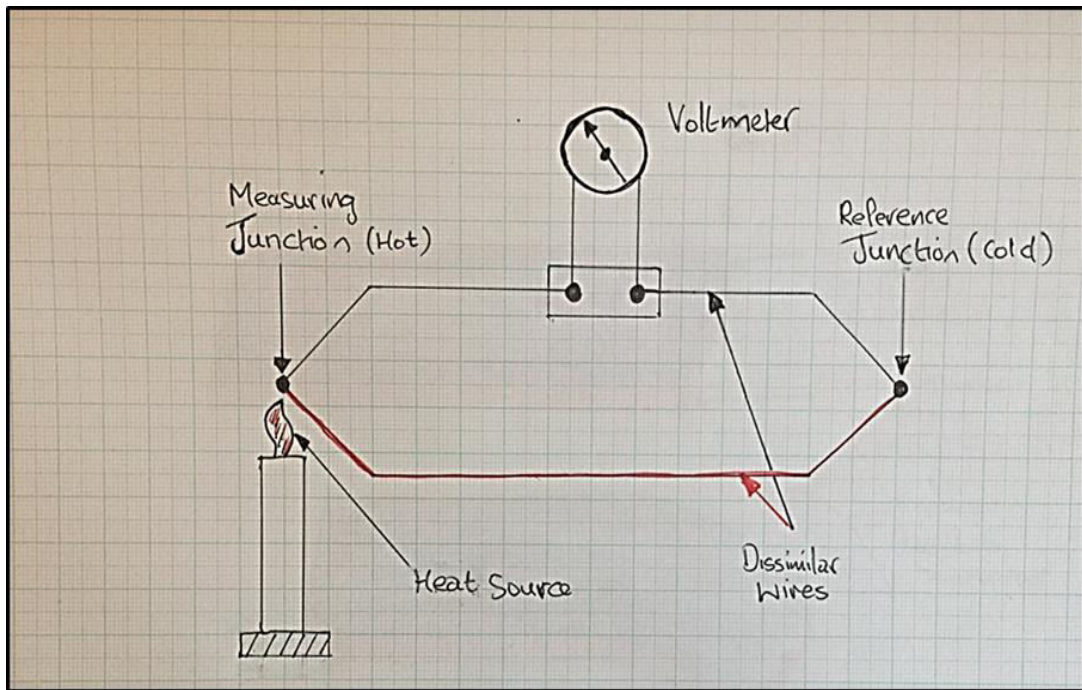 Voltmeter
Measuring
Junction (Hot)
Reference
Junction (Cold)
Heat Source
Dissimilar
Wires